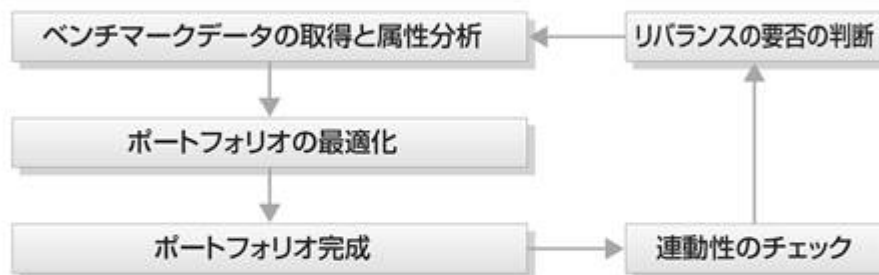 ベンチマークデータの取得と属性分析
リバランスの要否の判断
ポートフォリオの最適化
ポートフォリオ完成
連動性のチェック